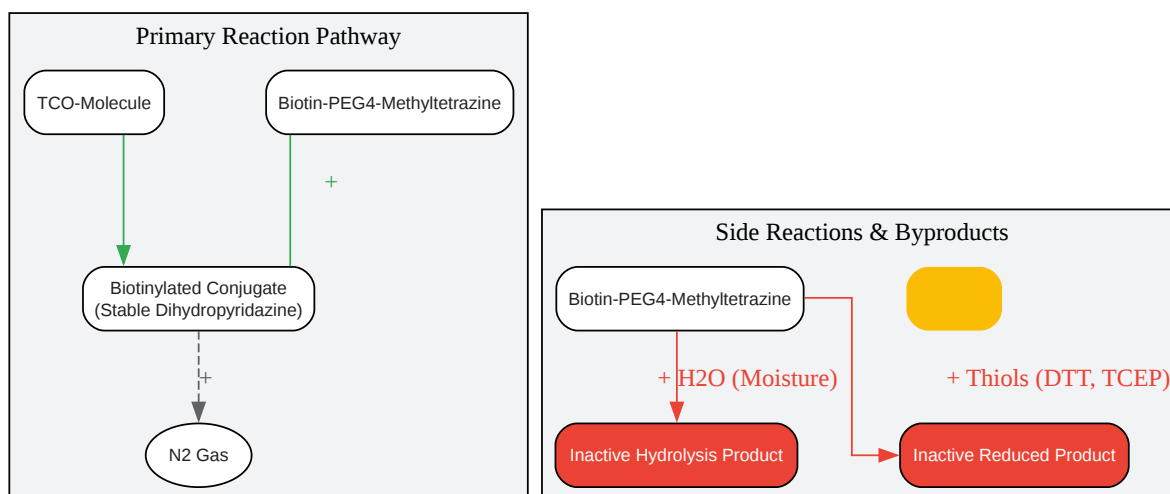 Primary Reaction Pathway
TCO-Molecule
Biotin-PEG4-Methyltetrazine
+
Biotinylated Conjugate
(Stable Dihydropyridazine)
+
N2 Gas
Side Reactions & Byproducts
Biotin-PEG4-Methyltetrazine
+ H2O (Moisture)
+ Thiols (DTT, TCEP)
Inactive Hydrolysis Product
Inactive Reduced Product